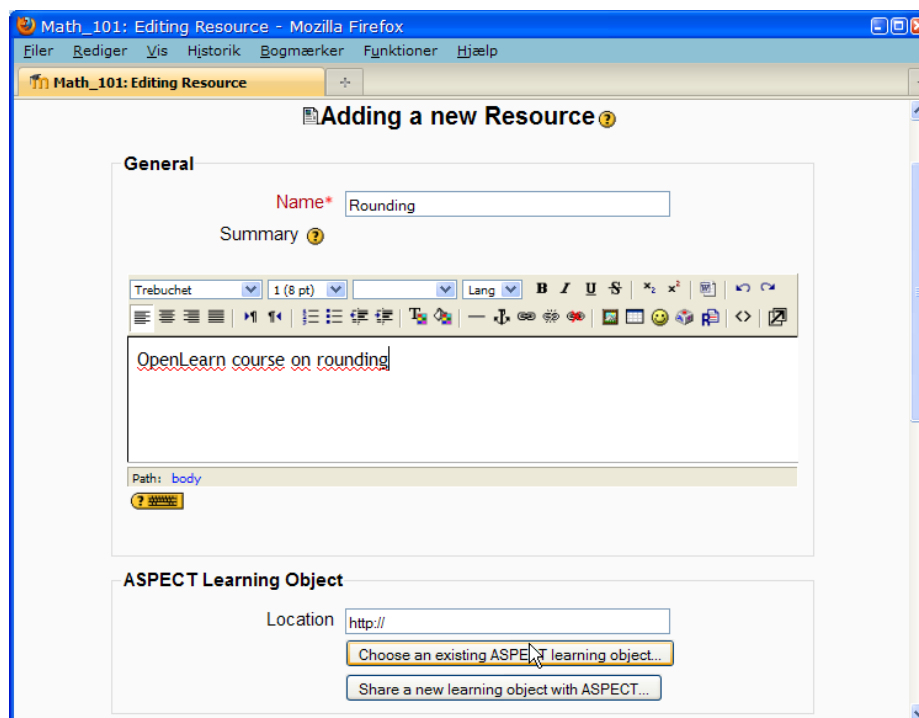 Math_101: Editing Resource - Mozilla Firefox
Filer Rediger Vis Historik Bogmærker Funktioner Hjælp
Math_101: Editing Resource
Adding a new Resource
General
Name*
Rounding
Summary
Trebuchet 1 (8 pt) Lang B I U S
OpenLearn course on rounding
Path: body
ASPECT Learning Object
Location http://
Choose an existing ASPECT learning object...
Share a new learning object with ASPECT...